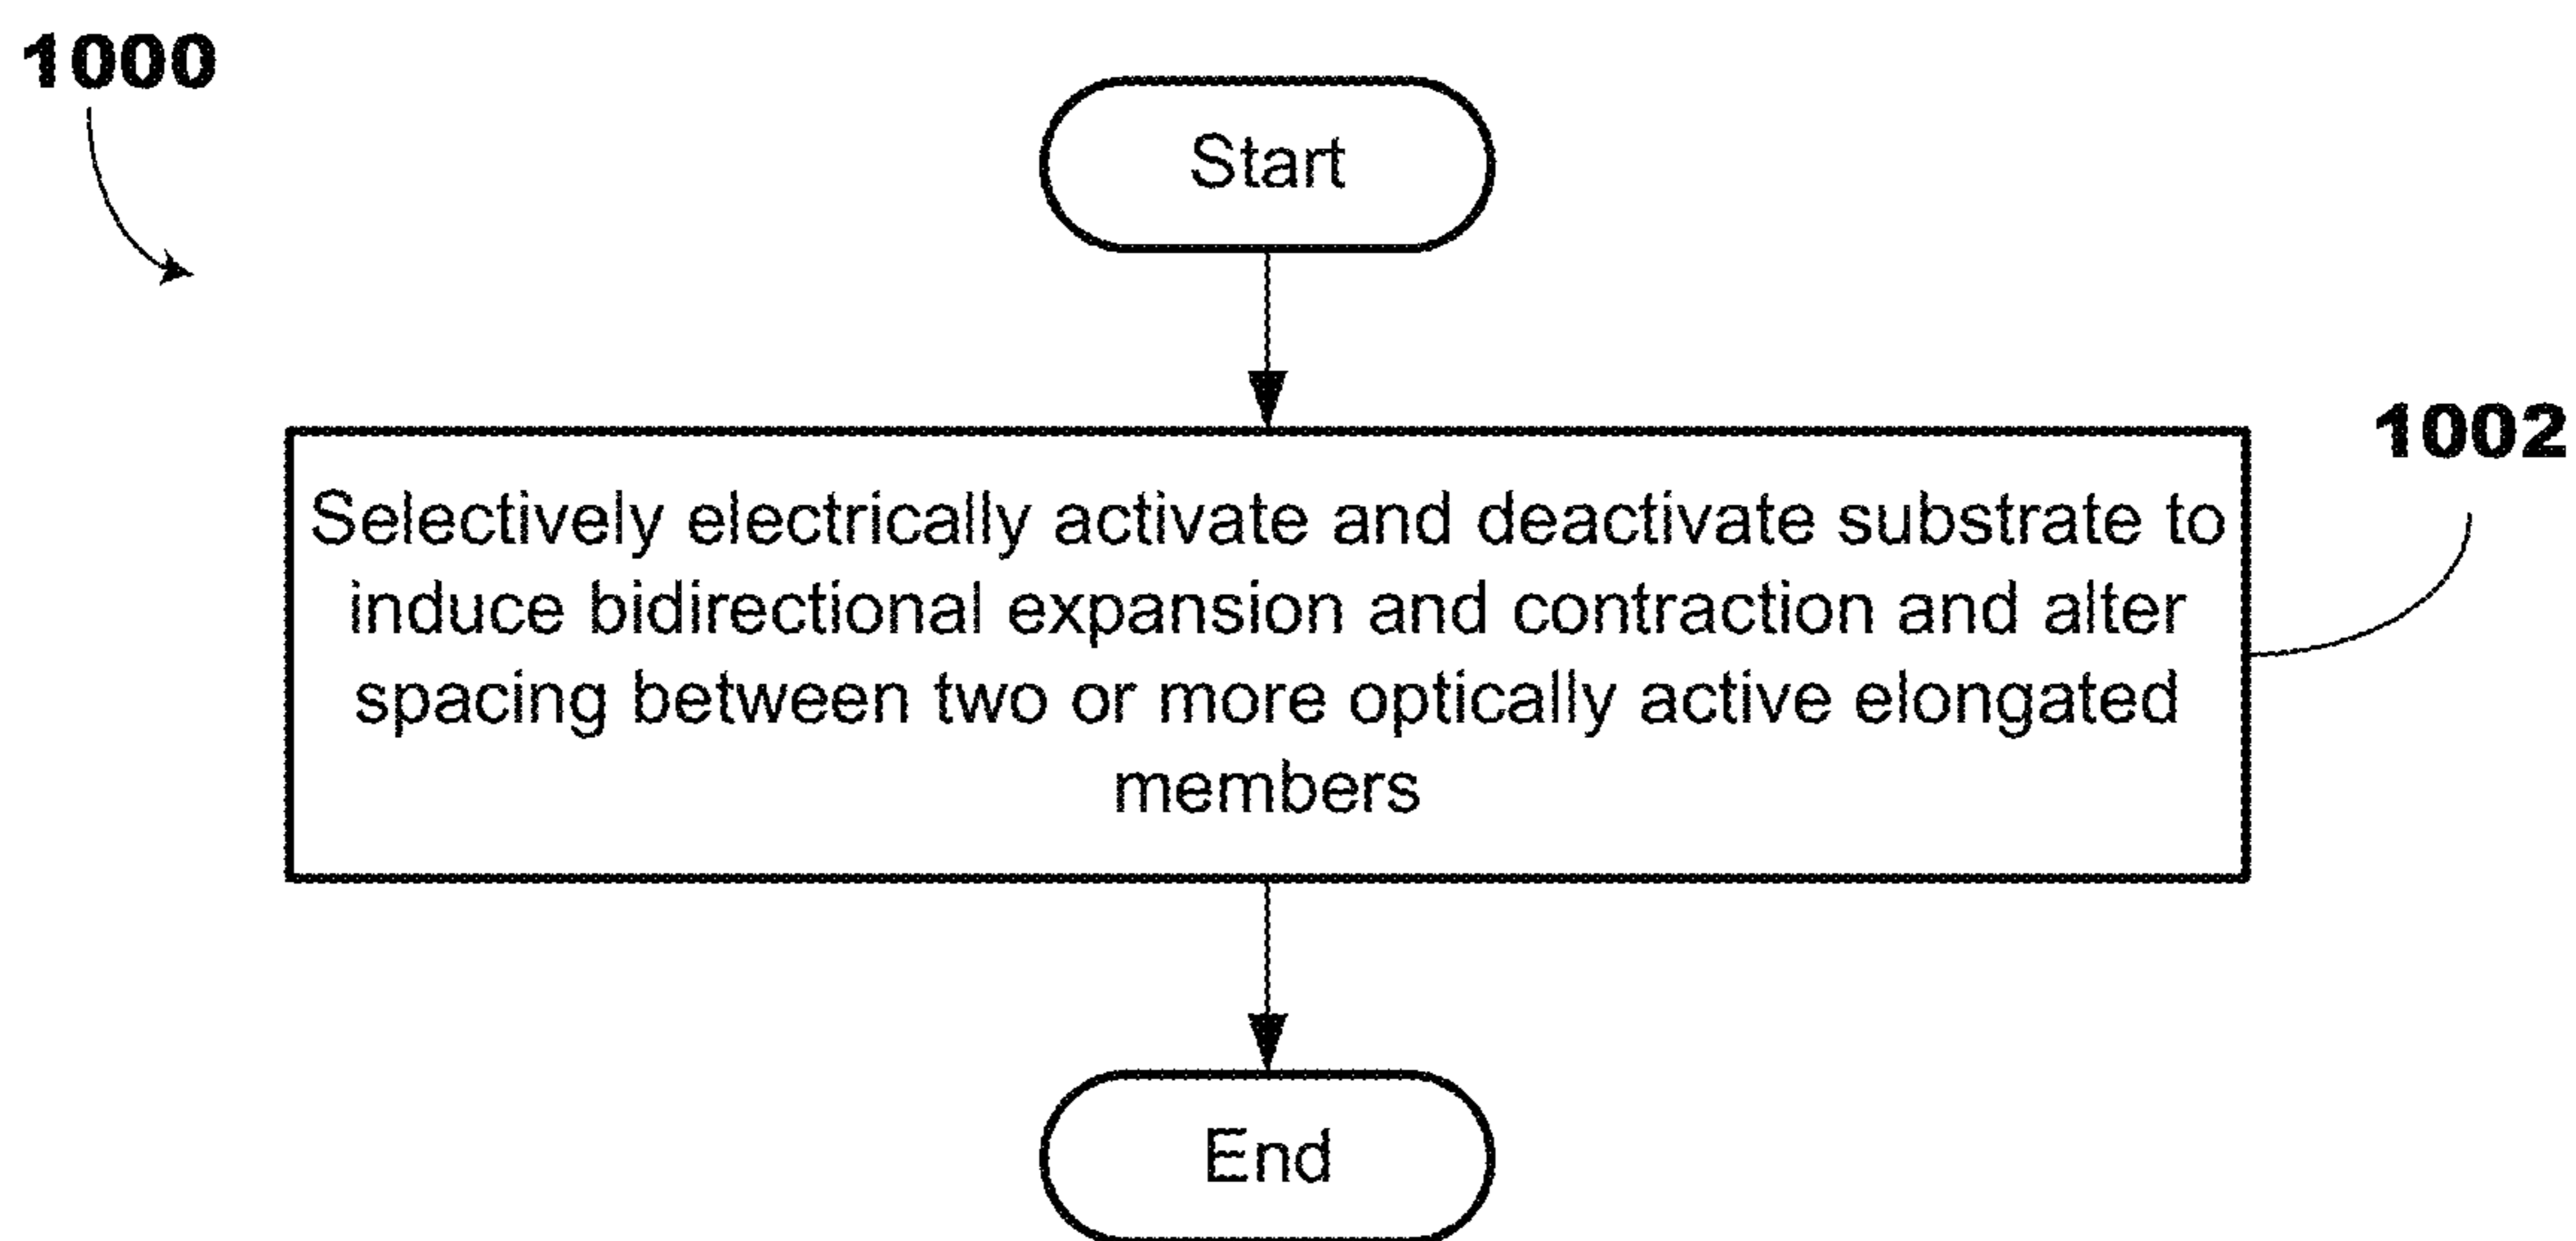 1000
Start
1002
Selectively electrically activate and deactivate substrate to
induce bidirectional expansion and contraction and alter
spacing between two or more optically active elongated
members
End